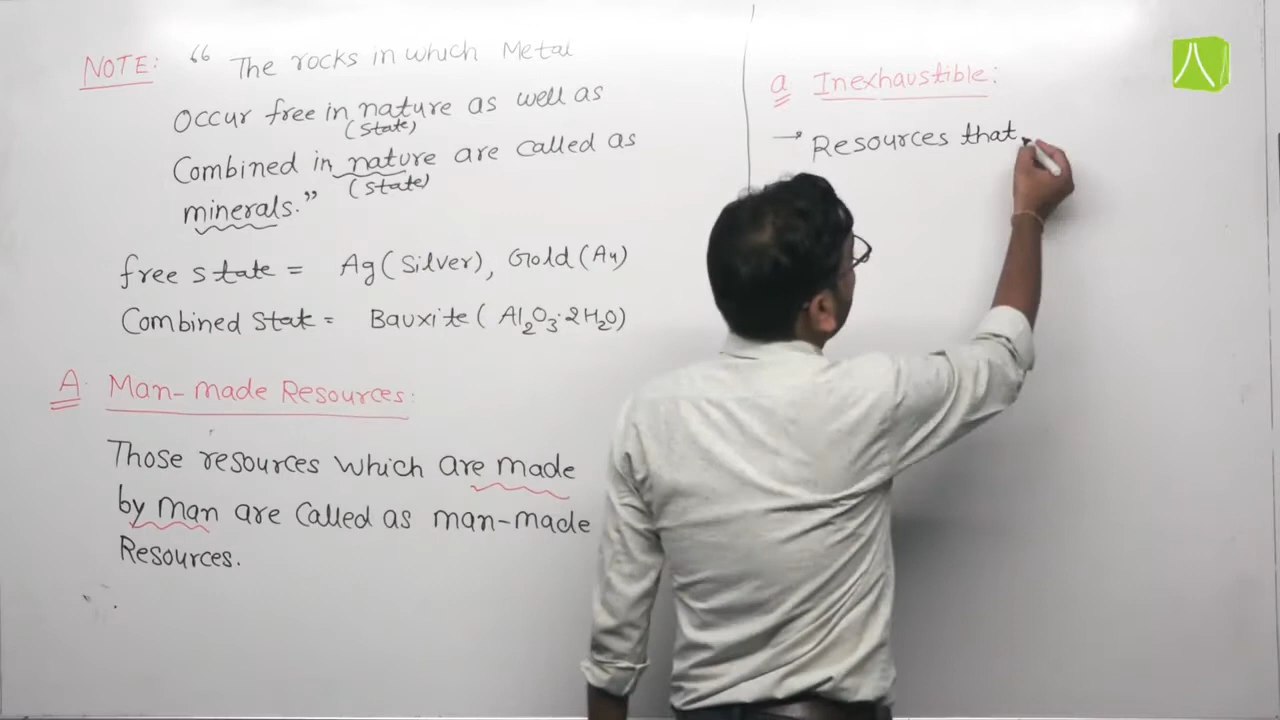 NOTE: “ The rocks in which Metal
Occur free in nature as well as
(State)
Combined in nature are called as
(State)
minerals.”
free state = Ag (Silver), Gold (Au)
Combined State = Bauxite ( Al₂O₃·2H₂O)
A Man-made Resources:
Those resources which are made
by man are called as man-made
Resources.
a Inexhaustible:
→ Resources that